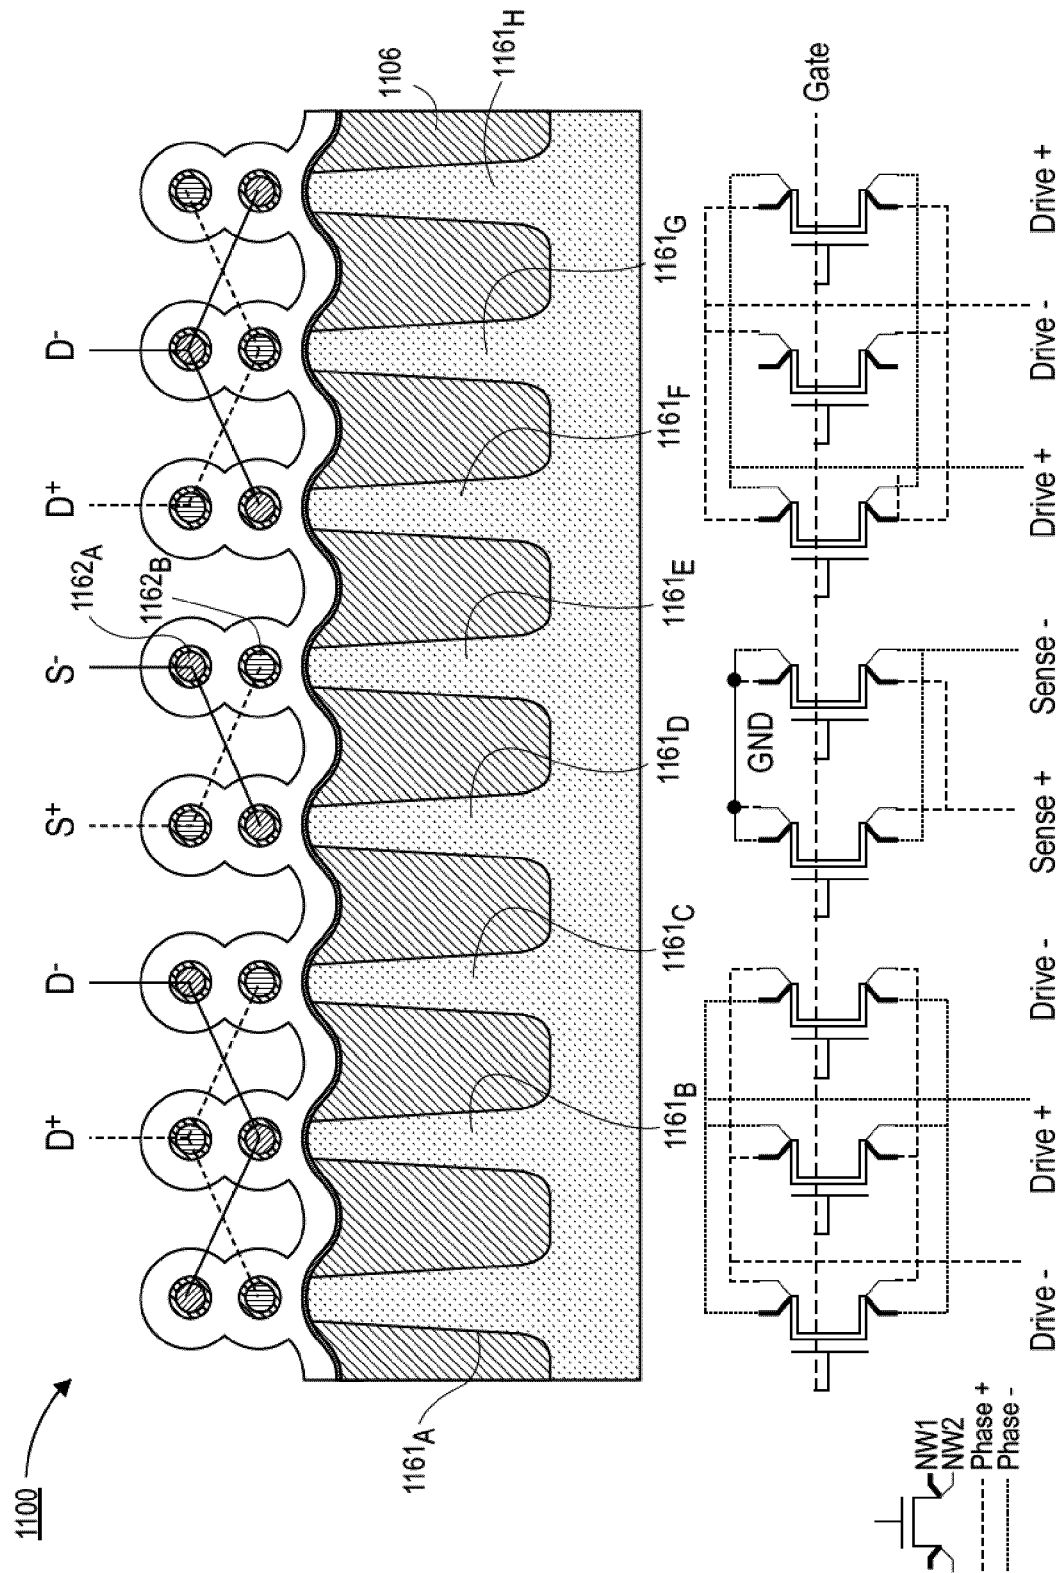 1100
D+
D-
S+
S-
D+
D-
1162A
1162B
1161A
1161B
1161C
1161D
1161E
1161F
1161G
1161H
1106
NW1
NW2
Phase +
Phase -
GND
Gate
Drive -
Drive +
Drive -
Sense +
Sense -
Drive +
Drive -
Drive +